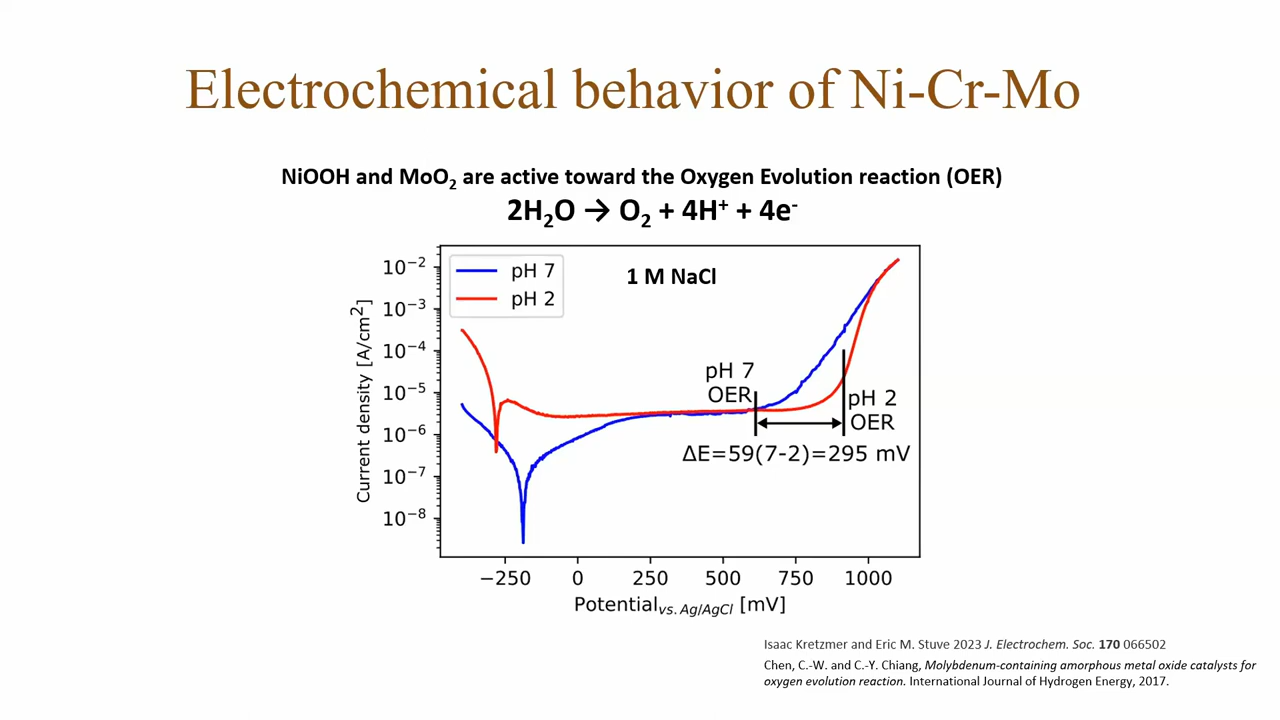 Electrochemical behavior of Ni-Cr-Mo
NiOOH and MoO₂ are active toward the Oxygen Evolution reaction (OER)
2H₂O → O₂ + 4H⁺ + 4e⁻
pH 7
pH 2
1 M NaCl
10⁻²
10⁻³
10⁻⁴
10⁻⁵
10⁻⁶
10⁻⁷
10⁻⁸
Current density [A/cm²]
pH 7
OER
pH 2
OER
ΔE=59(7-2)=295 mV
−250 0 250 500 750 1000
Potential vs. Ag/AgCl [mV]
Isaac Kretzmer and Eric M. Stuve 2023 J. Electrochem. Soc. 170 066502
Chen, C.-W. and C.-Y. Chiang, Molybdenum-containing amorphous metal oxide catalysts for
oxygen evolution reaction. International Journal of Hydrogen Energy, 2017.